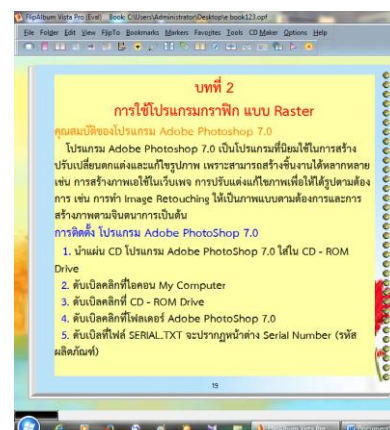 FlipAlbum Vista Pro (Eval) Book: C:\Users\Administrator\Desktop\e book123.opf
File Folder Edit View FlipTo Bookmarks Markers Favorites Tools CD Maker Options Help
บทที่ 2
การใช้โปรแกรมกราฟิก แบบ Raster
คุณสมบัติของโปรแกรม Adobe Photoshop 7.0
โปรแกรม Adobe Photoshop 7.0 เป็นโปรแกรมที่นิยมใช้ในการสร้าง
ปรับเปลี่ยนตกแต่งและแก้ไขรูปภาพ เพราะสามารถสร้างชิ้นงานได้หลากหลาย
เช่น การสร้างภาพเอใช้ในเว็บเพจ การปรับแต่งแก้ไขภาพเพื่อให้ได้รูปตามต้อง
การ เช่น การทำ Image Retouching ให้เป็นภาพแบบตามต้องการและการ
สร้างภาพตามจินตนาการเป็นต้น
การติดตั้ง โปรแกรม Adobe PhotoShop 7.0
1. นำแผ่น CD โปรแกรม Adobe PhotoShop 7.0 ใส่ใน CD - ROM
Drive
2. ดับเบิลคลิกที่ไอคอน My Computer
3. ดับเบิลคลิกที่ CD - ROM Drive
4. ดับเบิลคลิกที่โฟลเดอร์ Adobe PhotoShop 7.0
5. ดับเบิลที่ไฟล์ SERIAL.TXT จะปรากฏหน้าต่าง Serial Number (รหัส
ผลิตภัณฑ์)
19
FlipAlbum Vista Pro
Document